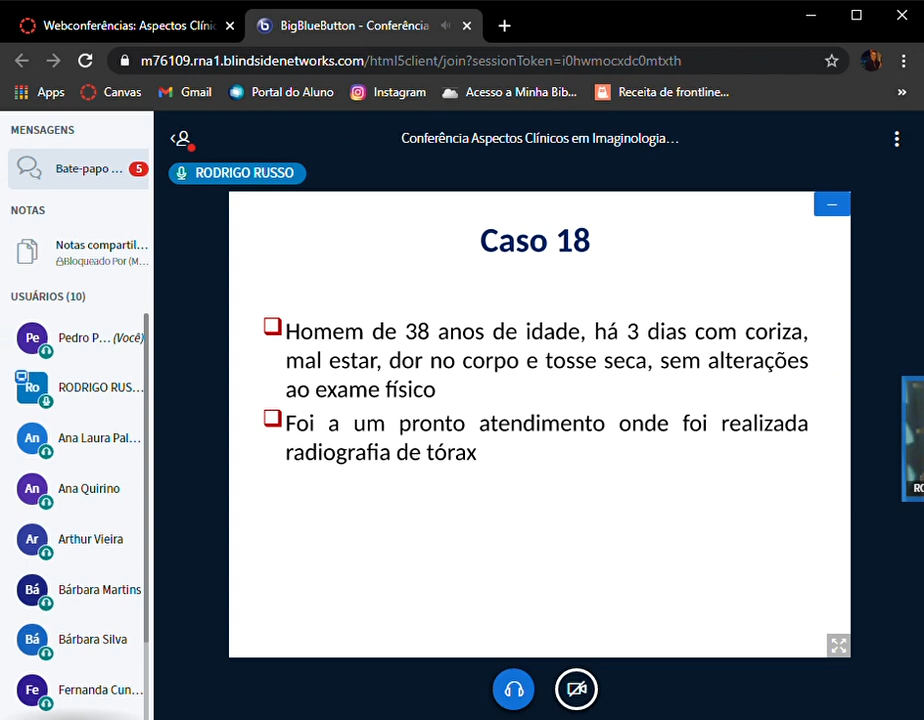 Webconferências: Aspectos Clínic
BigBlueButton - Conferência
m76109.rna1.blindsidenetworks.com/html5client/join?sessionToken=i0hwmocxdc0mtxth
Apps Canvas Gmail Portal do Aluno Instagram Acesso a Minha Bib... Receita de frontline... »
MENSAGENS
Bate-papo ... 5
NOTAS
Notas compartil...
Bloqueado Por (M...
USUÁRIOS (10)
Pe Pedro P... (Você)
Ro RODRIGO RUS...
An Ana Laura Pal...
An Ana Quirino
Ar Arthur Vieira
Bá Bárbara Martins
Bá Bárbara Silva
Fe Fernanda Cun...
Conferência Aspectos Clínicos em Imaginologia...
RODRIGO RUSSO
Caso 18
Homem de 38 anos de idade, há 3 dias com coriza,
mal estar, dor no corpo e tosse seca, sem alterações
ao exame físico
Foi a um pronto atendimento onde foi realizada
radiografia de tórax
RO